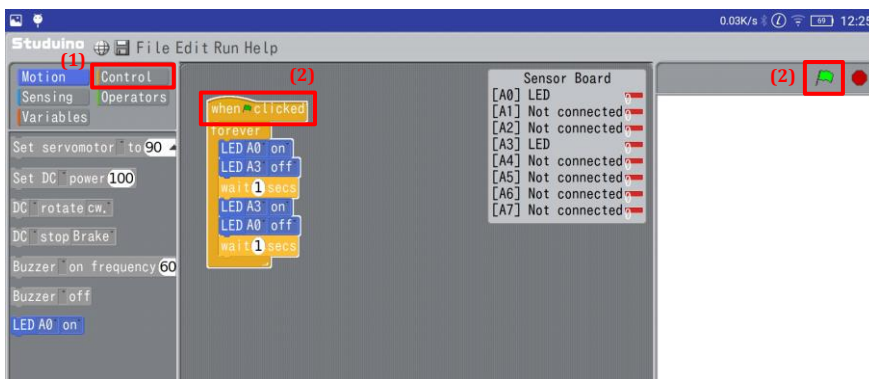 0.03K/s 69 12:25
Studuino File Edit Run Help
(1)
Motion Control
Sensing Operators
Variables
Set servomotor to 90
Set DC power 100
DC rotate cw.
DC stop Brake
Buzzer on frequency 60
Buzzer off
LED A0 on
(2)
when clicked
forever
LED A0 on
LED A3 off
wait 1 secs
LED A3 on
LED A0 off
wait 1 secs
Sensor Board
[A0] LED
[A1] Not connected
[A2] Not connected
[A3] LED
[A4] Not connected
[A5] Not connected
[A6] Not connected
[A7] Not connected
(2)